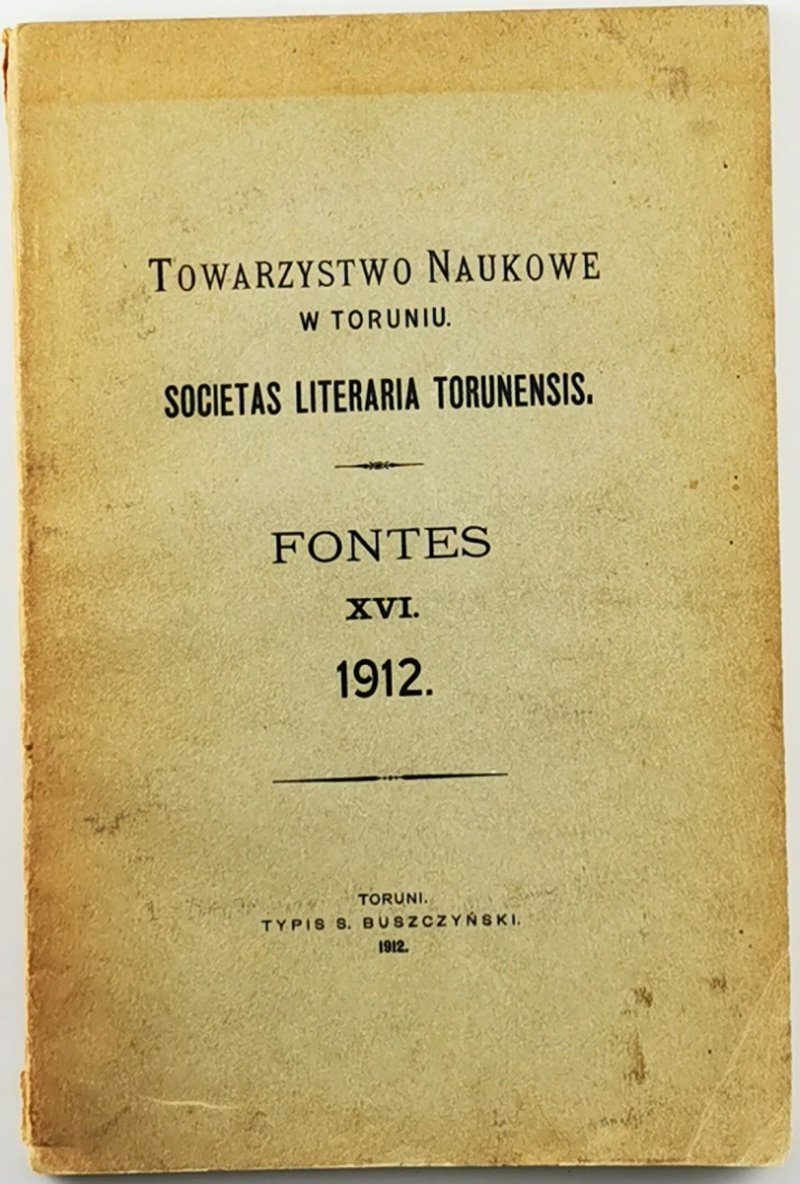 TOWARZYSTWO NAUKOWE
W TORUNIU.
SOCIETAS LITERARIA TORUNENSIS.
FONTES
XVI.
1912.
TORUNI.
TYPIS S. BUSZCZYŃSKI.
1912.